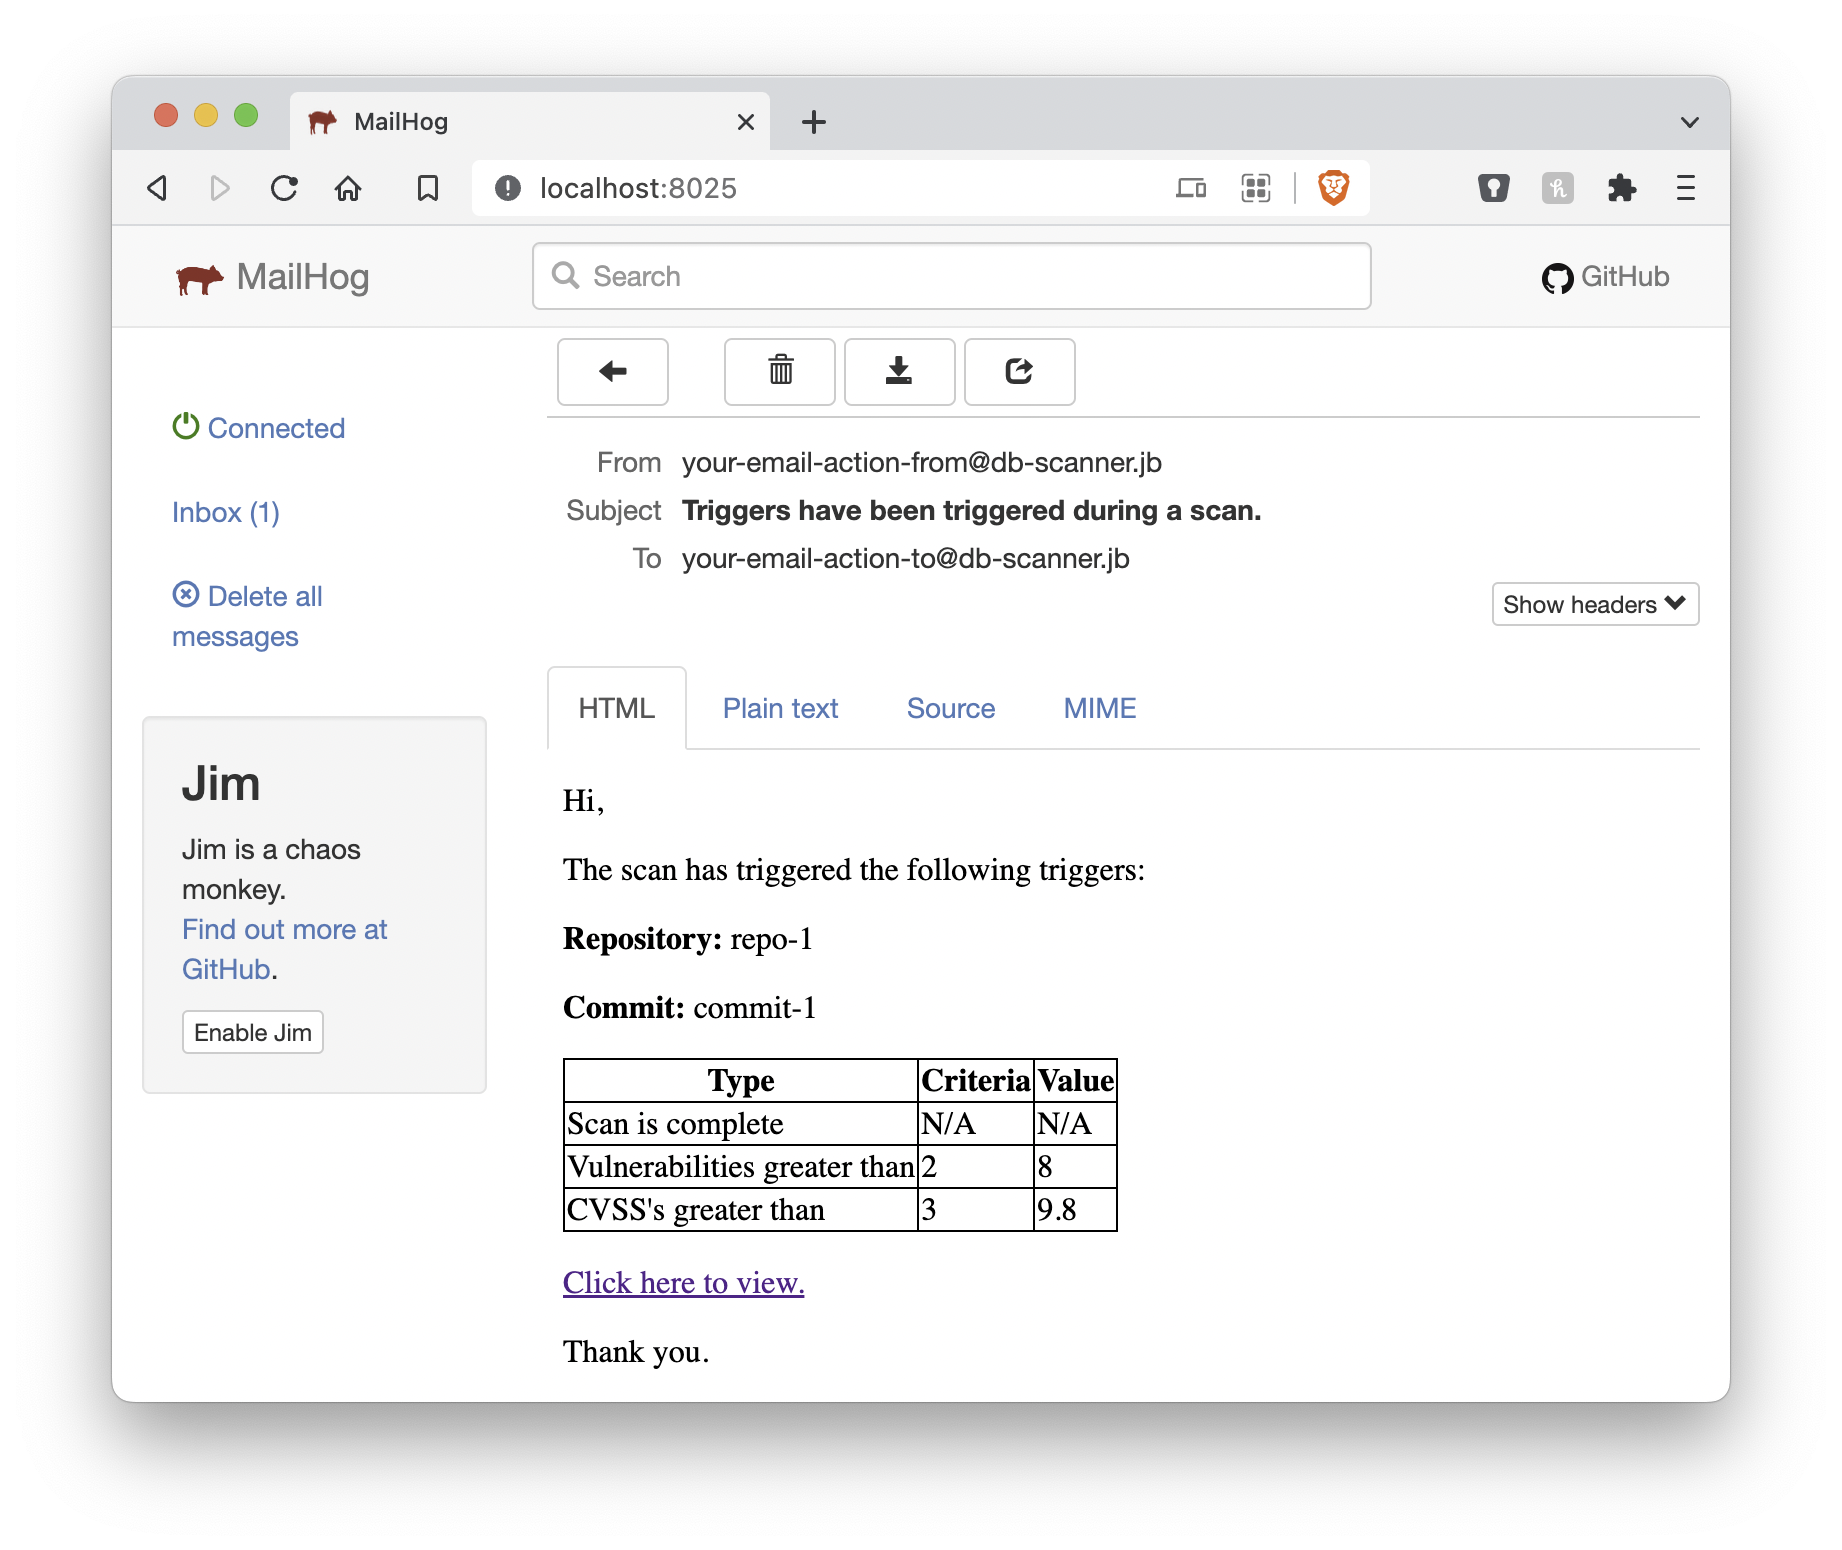 MailHog
localhost:8025
MailHog
Search
GitHub
Connected
Inbox (1)
Delete all
messages
Jim
Jim is a chaos
monkey.
Find out more at
GitHub.
Enable Jim
From your-email-action-from@db-scanner.jb
Subject Triggers have been triggered during a scan.
To your-email-action-to@db-scanner.jb
Show headers
HTML Plain text Source MIME
Hi,
The scan has triggered the following triggers:
Repository: repo-1
Commit: commit-1
Type Criteria Value
Scan is complete N/A N/A
Vulnerabilities greater than 2 8
CVSS's greater than 3 9.8
Click here to view.
Thank you.